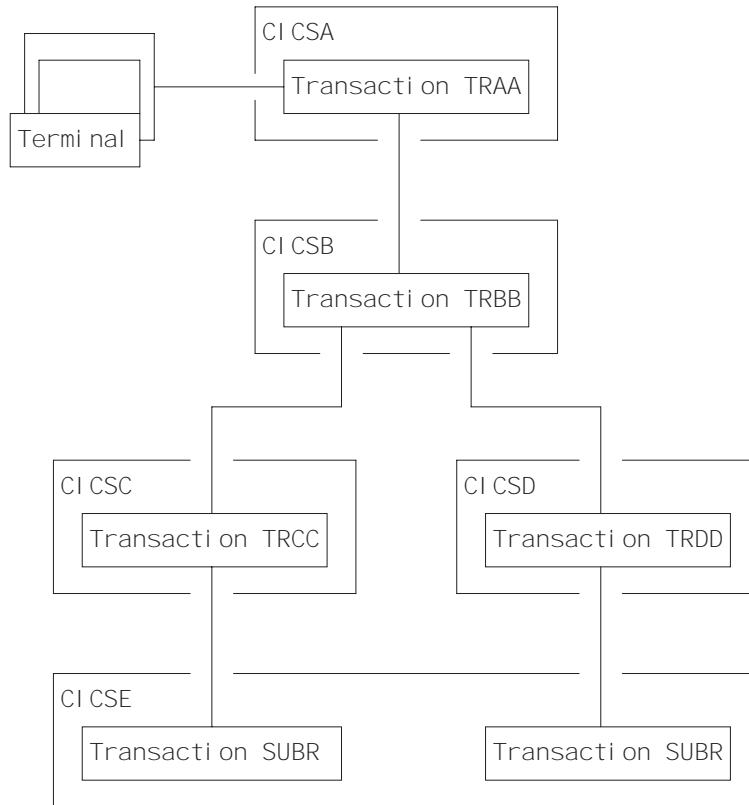 CICSA
Transaction TRAA
Terminal
CICSB
Transaction TRBB
CICSC
CICSD
Transaction TRCC
Transaction TRDD
CICSE
Transaction SUBR
Transaction SUBR